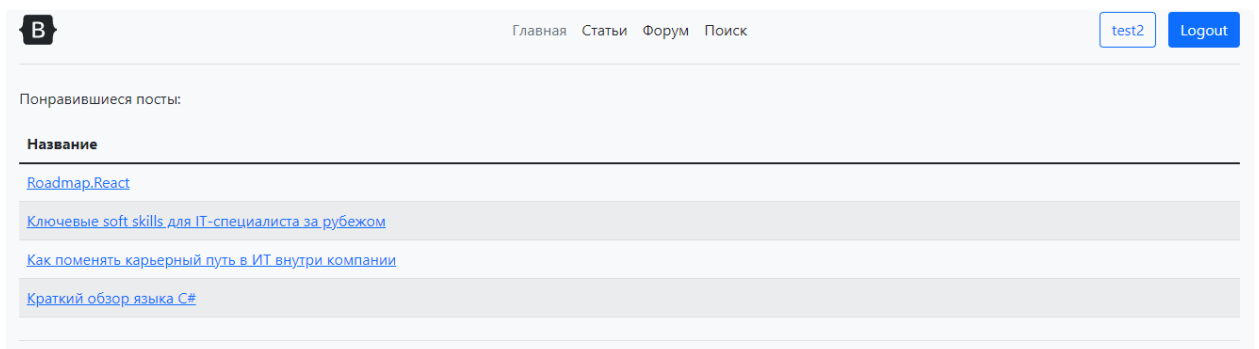 B
Главная Статьи Форум Поиск test2 Logout
Понравившиеся посты:
Название
Roadmap.React
Ключевые soft skills для IT-специалиста за рубежом
Как поменять карьерный путь в ИТ внутри компании
Краткий обзор языка C#